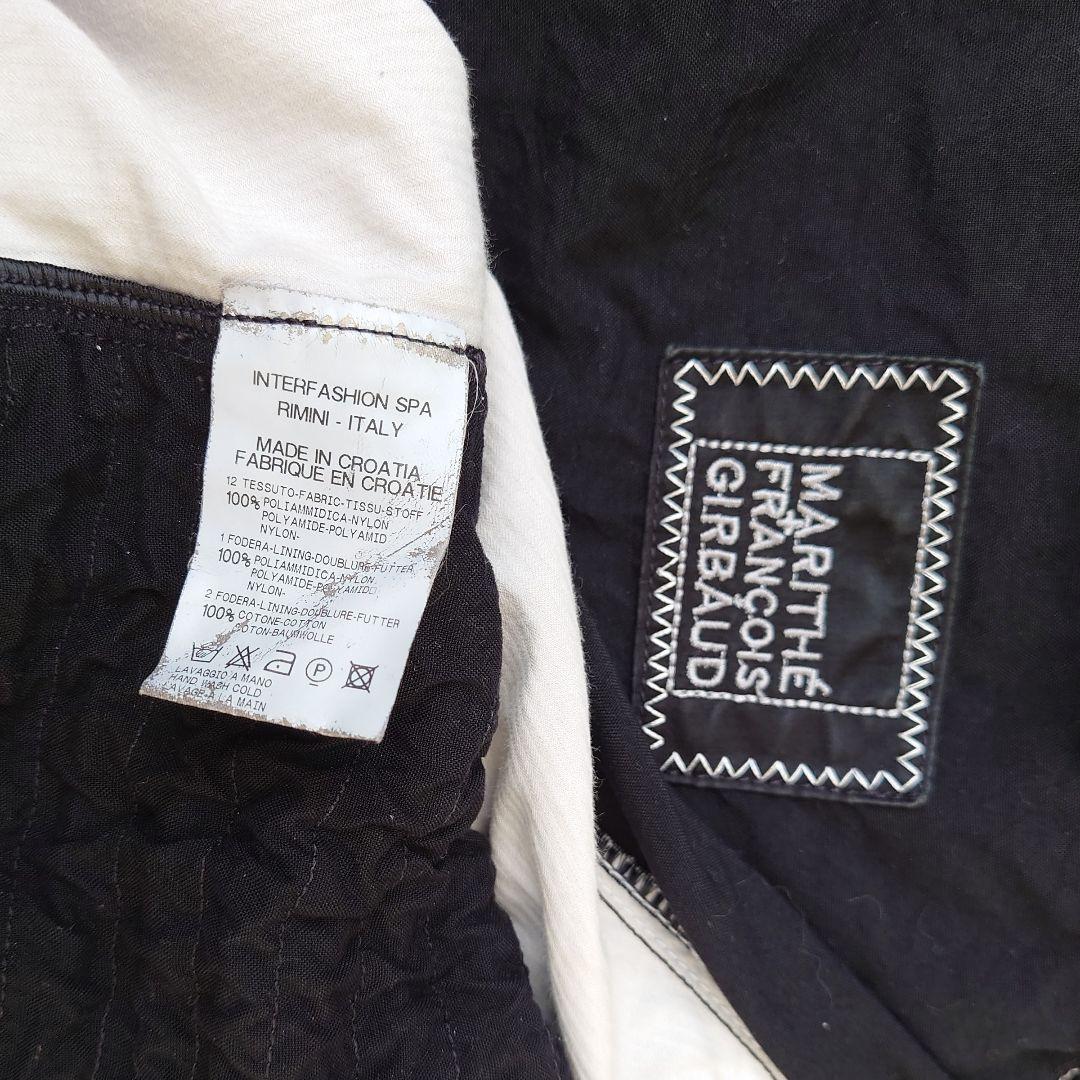 INTERFASHION SPA
RIMINI - ITALY
MADE IN CROATIA
FABRIQUE EN CROATIE
12 TESSUTO-FABRIC-TISSU-STOFF
100% POLIAMMIDICA-NYLON
POLYAMIDE-POLYAMID
NYLON-
1 FODERA-LINING-DOUBLURE-FUTTER
100% POLIAMMIDICA-NYLON
POLYAMIDE-POLYAMID
NYLON-
2 FODERA-LINING-DOUBLURE-FUTTER
100% COTONE-COTTON
COTON-BAUMWOLLE
P
LAVAGGIO A MANO
HAND WASH COLD
LAVAGE A LA MAIN
MARITHÉ
+
FRANÇOIS
GIRBAUD